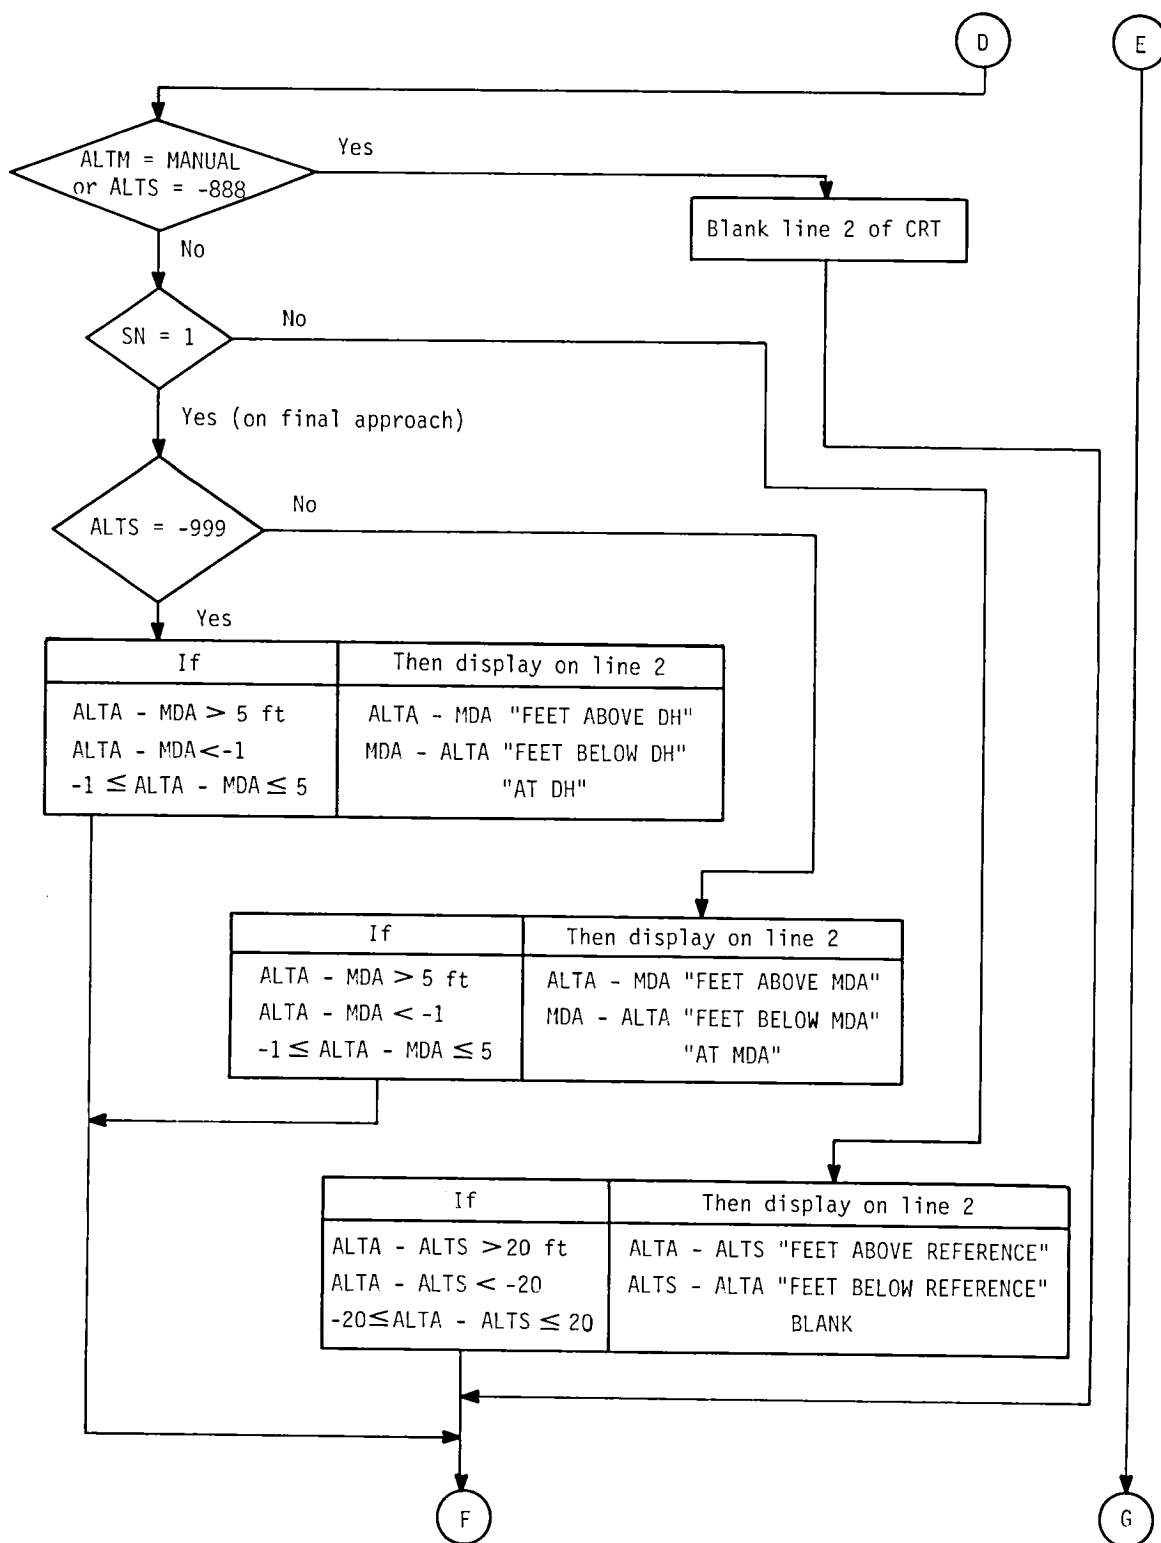 D
E
ALTM = MANUAL
or ALTS = -888
Yes
Blank line 2 of CRT
No
SN = 1
No
Yes (on final approach)
ALTS = -999
No
Yes
If
Then display on line 2
ALTA - MDA > 5 ft
ALTA - MDA "FEET ABOVE DH"
ALTA - MDA < -1
MDA - ALTA "FEET BELOW DH"
-1 ≤ ALTA - MDA ≤ 5
"AT DH"
If
Then display on line 2
ALTA - MDA > 5 ft
ALTA - MDA "FEET ABOVE MDA"
ALTA - MDA < -1
MDA - ALTA "FEET BELOW MDA"
-1 ≤ ALTA - MDA ≤ 5
"AT MDA"
If
Then display on line 2
ALTA - ALTS > 20 ft
ALTA - ALTS "FEET ABOVE REFERENCE"
ALTA - ALTS < -20
ALTS - ALTA "FEET BELOW REFERENCE"
-20 ≤ ALTA - ALTS ≤ 20
BLANK
F
G